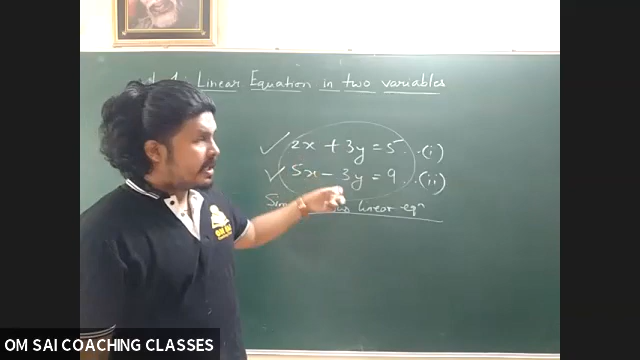 Linear Equation in two variables
2x + 3y = 5 ..(i)
5x - 3y = 9 ..(ii)
linear eqn
OM SAI COACHING CLASSES